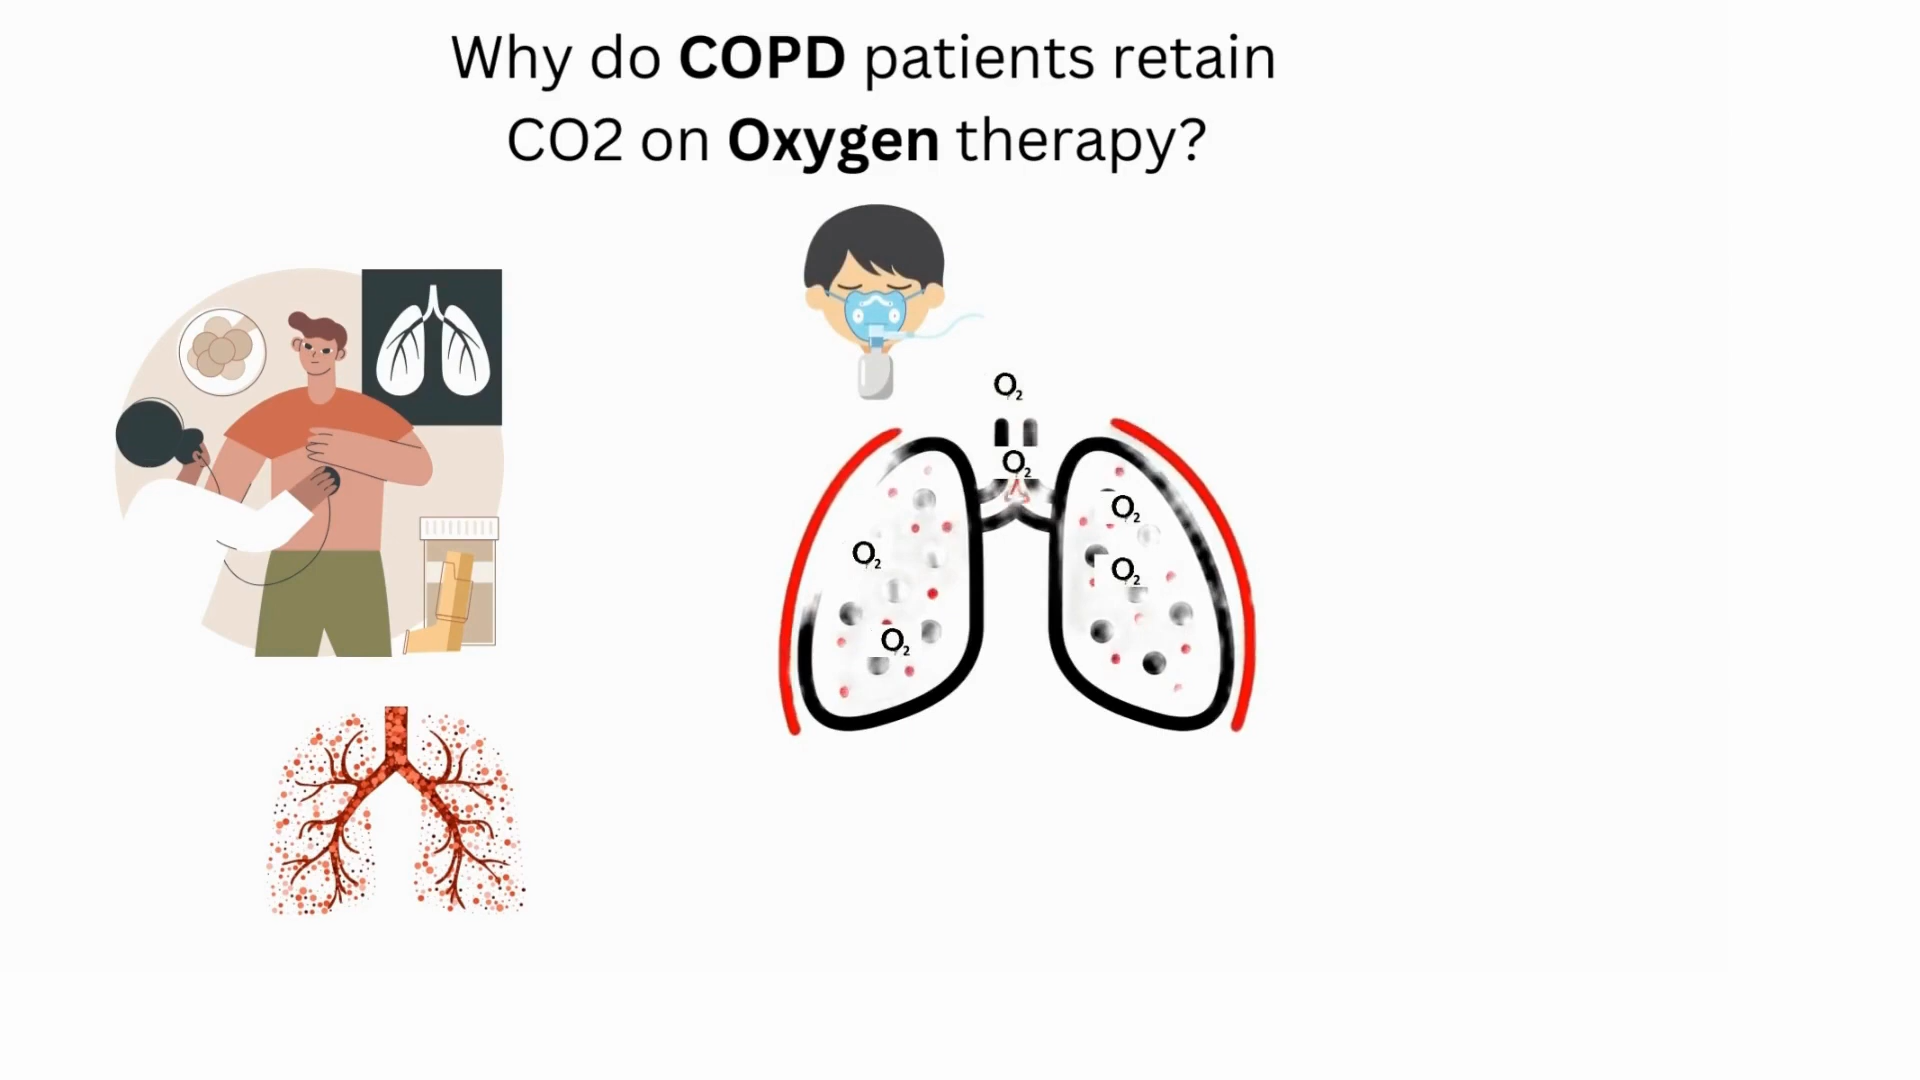 Why do COPD patients retain
CO2 on Oxygen therapy?
O₂
O₂
O₂
O₂
O₂
O₂